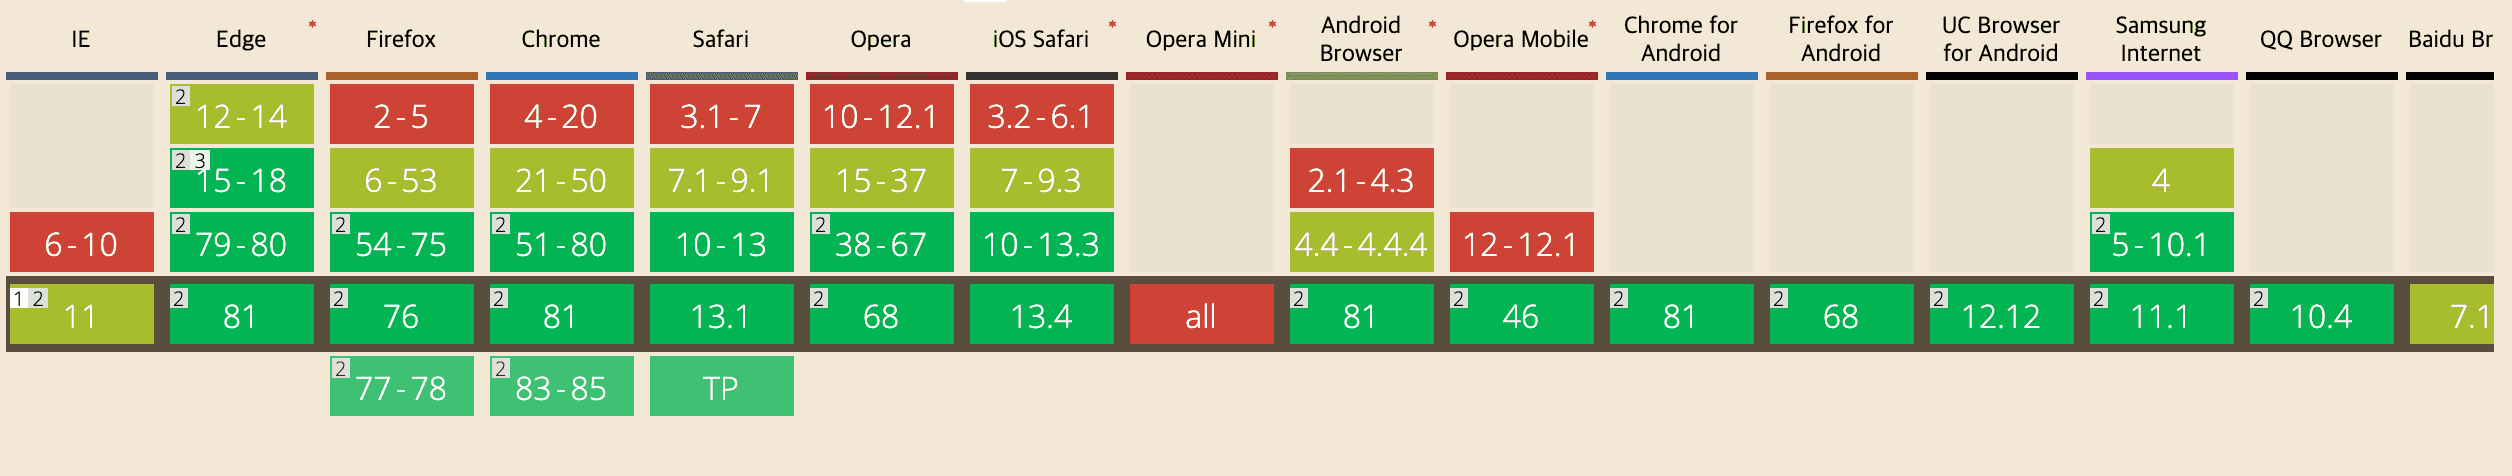 IE Edge * Firefox Chrome Safari Opera iOS Safari * Opera Mini * Android Browser * Opera Mobile * Chrome for Android Firefox for Android UC Browser for Android Samsung Internet QQ Browser Baidu Br
2 12-14 2-5 4-20 3.1-7 10-12.1 3.2-6.1
2 3 15-18 6-53 21-50 7.1-9.1 15-37 7-9.3 2.1-4.3 4
6-10 2 79-80 2 54-75 2 51-80 10-13 2 38-67 10-13.3 4.4-4.4.4 12-12.1 2 5-10.1
1 2 11 2 81 2 76 2 81 13.1 2 68 13.4 all 2 81 2 46 2 81 2 68 2 12.12 2 11.1 2 10.4 7.1
2 77-78 2 83-85 TP